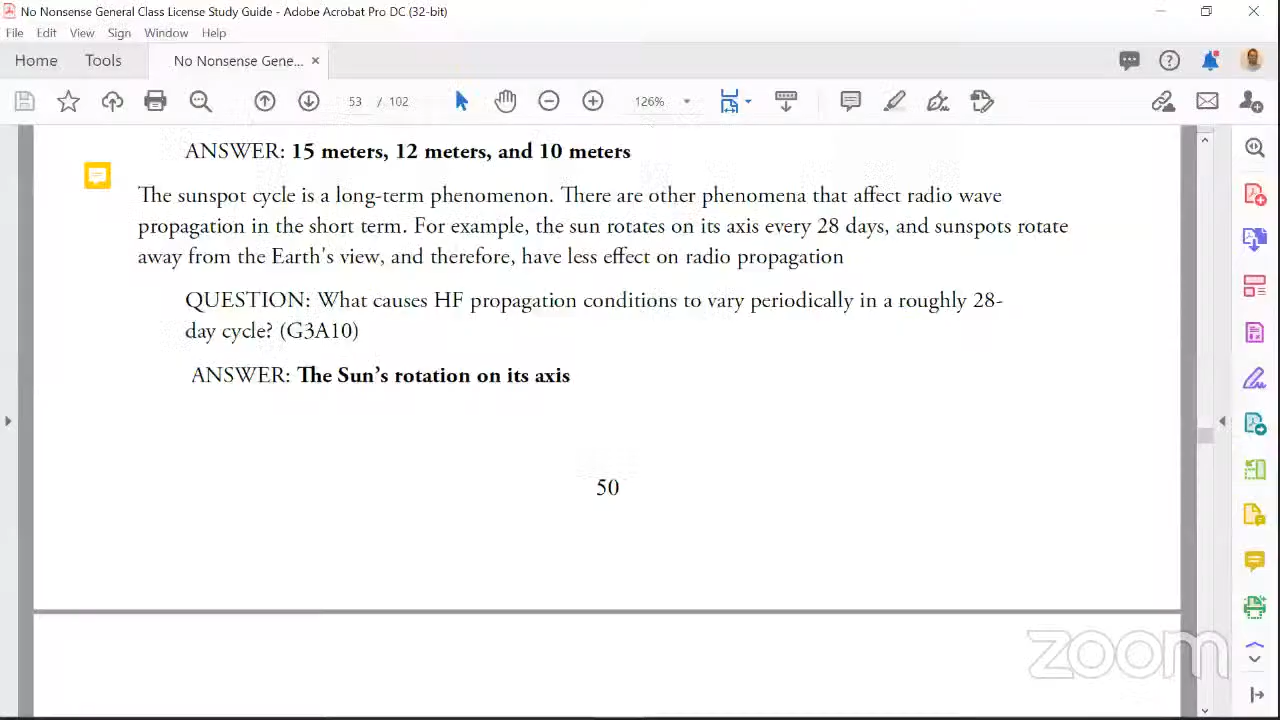 No Nonsense General Class License Study Guide - Adobe Acrobat Pro DC (32-bit)
File Edit View Sign Window Help
Home Tools No Nonsense Gene... ×
53 / 102 126%
ANSWER: 15 meters, 12 meters, and 10 meters
The sunspot cycle is a long-term phenomenon. There are other phenomena that affect radio wave
propagation in the short term. For example, the sun rotates on its axis every 28 days, and sunspots rotate
away from the Earth's view, and therefore, have less effect on radio propagation
QUESTION: What causes HF propagation conditions to vary periodically in a roughly 28-
day cycle? (G3A10)
ANSWER: The Sun's rotation on its axis
50
zoom